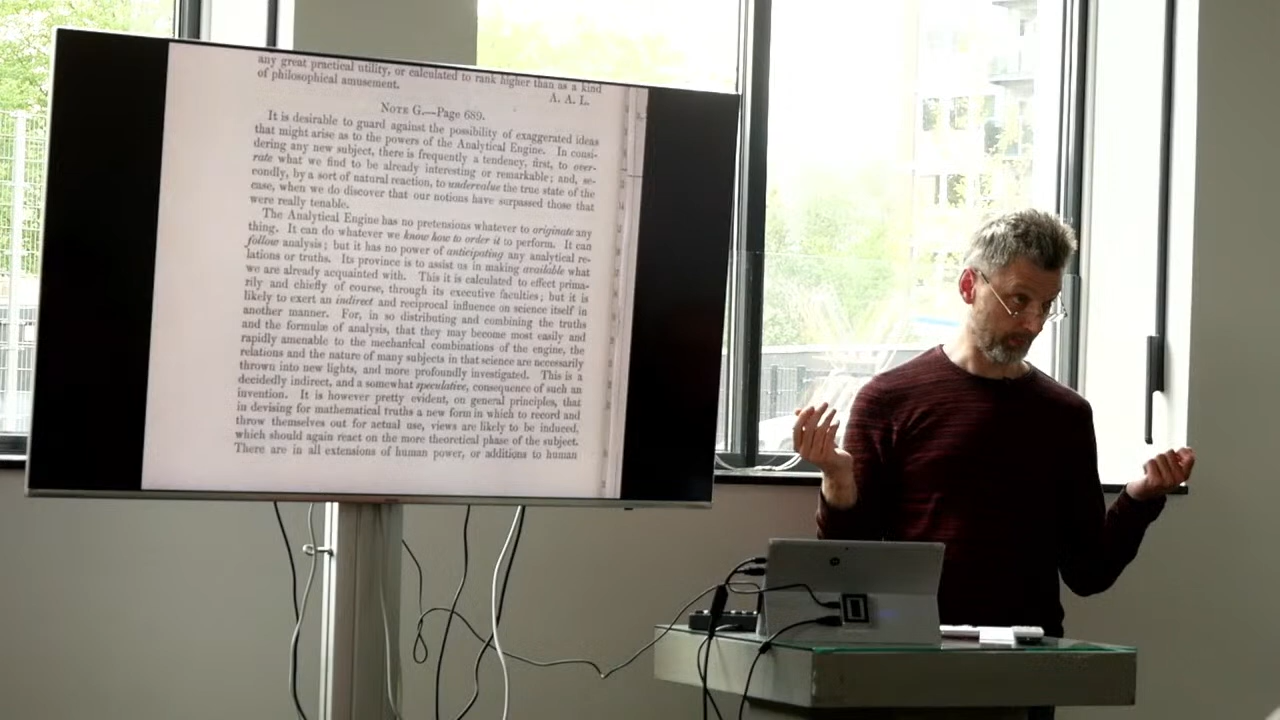 any great practical utility, or calculated to rank higher than as a kind
of philosophical amusement.
A. A. L.
NOTE G.—Page 689.
It is desirable to guard against the possibility of exaggerated ideas
that might arise as to the powers of the Analytical Engine. In consi-
dering any new subject, there is frequently a tendency, first, to over-
rate what we find to be already interesting or remarkable; and, se-
condly, by a sort of natural reaction, to undervalue the true state of the
case, when we do discover that our notions have surpassed those that
were really tenable.
The Analytical Engine has no pretensions whatever to originate any
thing. It can do whatever we know how to order it to perform. It can
follow analysis; but it has no power of anticipating any analytical re-
lations or truths. Its province is to assist us in making available what
we are already acquainted with. This it is calculated to effect prima-
rily and chiefly of course, through its executive faculties; but it is
likely to exert an indirect and reciprocal influence on science itself in
another manner. For, in so distributing and combining the truths
and the formulæ of analysis, that they may become most easily and
rapidly amenable to the mechanical combinations of the engine, the
relations and the nature of many subjects in that science are necessarily
thrown into new lights, and more profoundly investigated. This is a
decidedly indirect, and a somewhat speculative, consequence of such an
invention. It is however pretty evident, on general principles, that
in devising for mathematical truths a new form in which to record and
throw themselves out for actual use, views are likely to be induced,
which should again react on the more theoretical phase of the subject.
There are in all extensions of human power, or additions to human